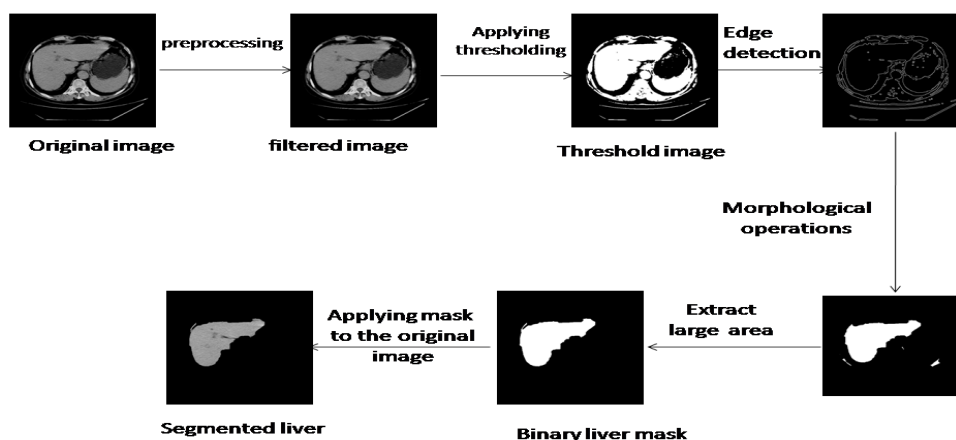 preprocessing
Applying
thresholding
Edge
detection
Original image
filtered image
Threshold image
Morphological
operations
Extract
large area
Applying mask
to the original
image
Binary liver mask
Segmented liver